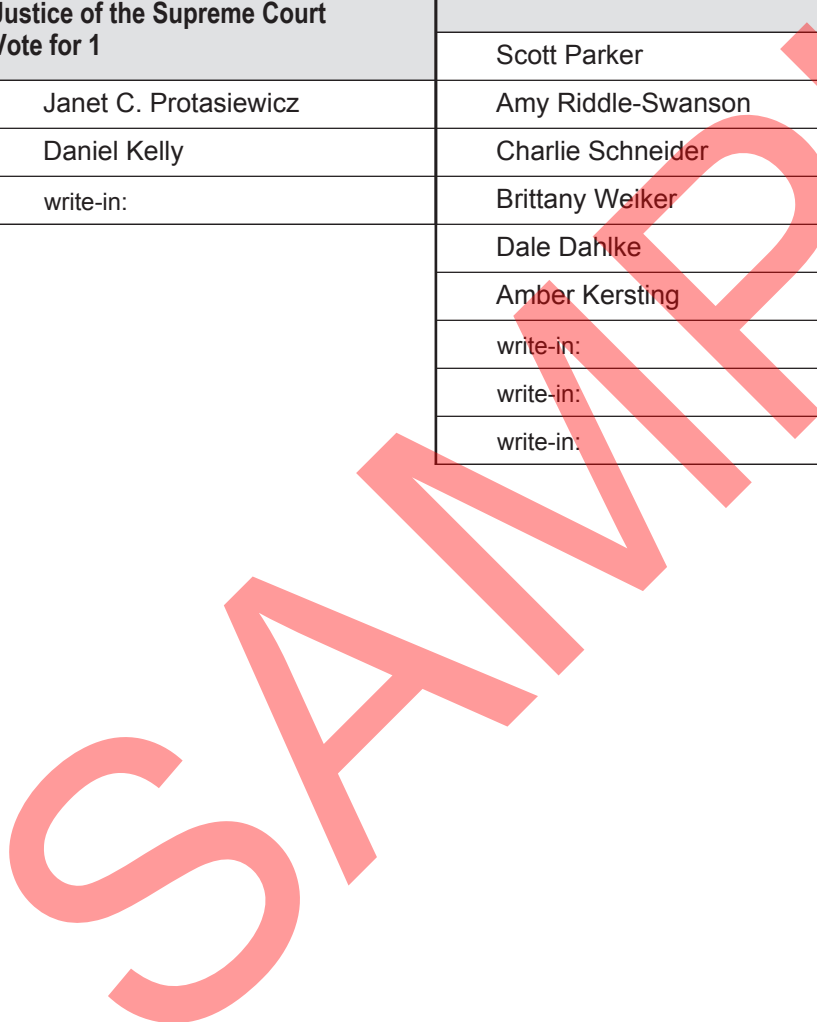 Justice of the Supreme Court
Vote for 1
Janet C. Protasiewicz
Daniel Kelly
write-in:
Scott Parker
Amy Riddle-Swanson
Charlie Schneider
Brittany Weiker
Dale Dahlke
Amber Kersting
write-in:
write-in:
write-in: